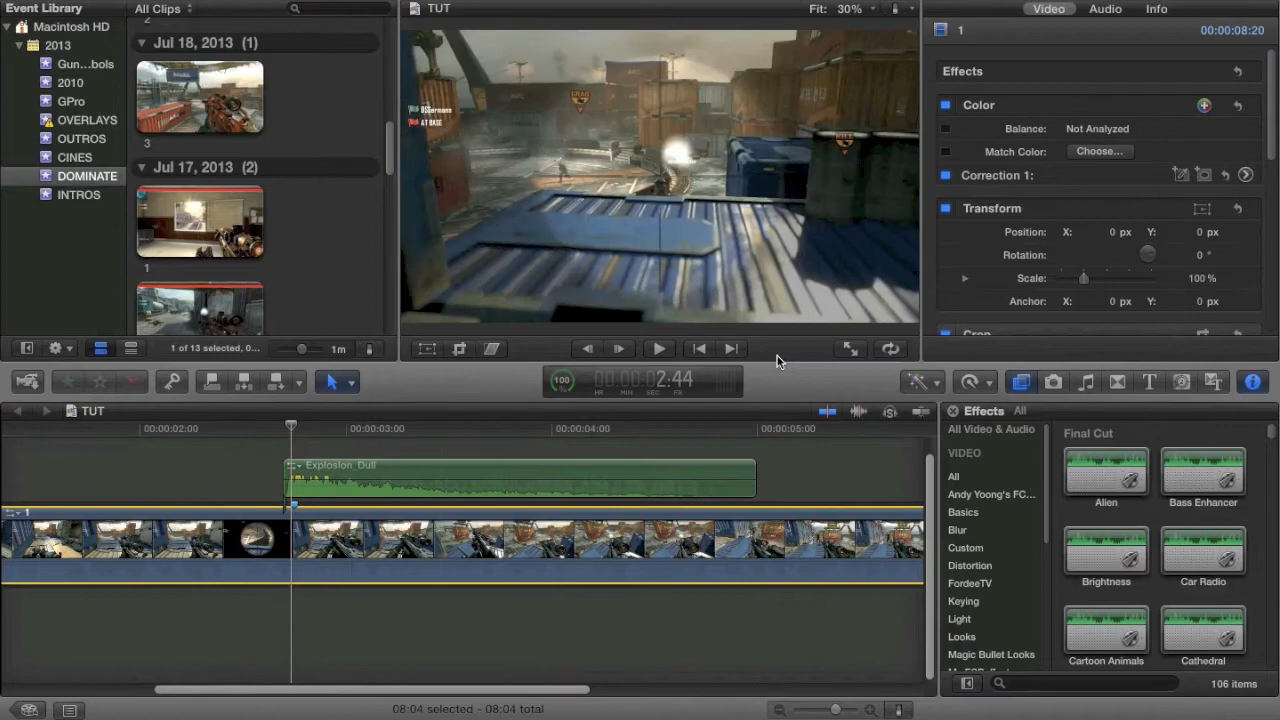 Event Library
All Clips
TUT
Fit: 30%
Video
Audio
Info
Macintosh HD
2013
Gun...bols
2010
GPro
OVERLAYS
OUTROS
CINES
DOMINATE
INTROS
2
Jul 18, 2013 (1)
3
Jul 17, 2013 (2)
1
1 of 13 selected, 0...
1m
AT BASE
GRAB
KILL
1
00:00:08:20
Effects
Color
Balance: Not Analyzed
Match Color: Choose...
Correction 1:
Transform
Position: X: 0 px Y: 0 px
Rotation: 0 °
Scale: 100 %
Anchor: X: 0 px Y: 0 px
Crop
100
%
00:00:02:44
HR MIN SEC FR
TUT
00:00:02:00
00:00:03:00
00:00:04:00
00:00:05:00
Explosion_Dull
1
08:04 selected - 08:04 total
Effects All
All Video & Audio
VIDEO
All
Andy Yoong's FC...
Basics
Blur
Custom
Distortion
FordeeTV
Keying
Light
Looks
Magic Bullet Looks
Final Cut
Alien
Bass Enhancer
Brightness
Car Radio
Cartoon Animals
Cathedral
106 items